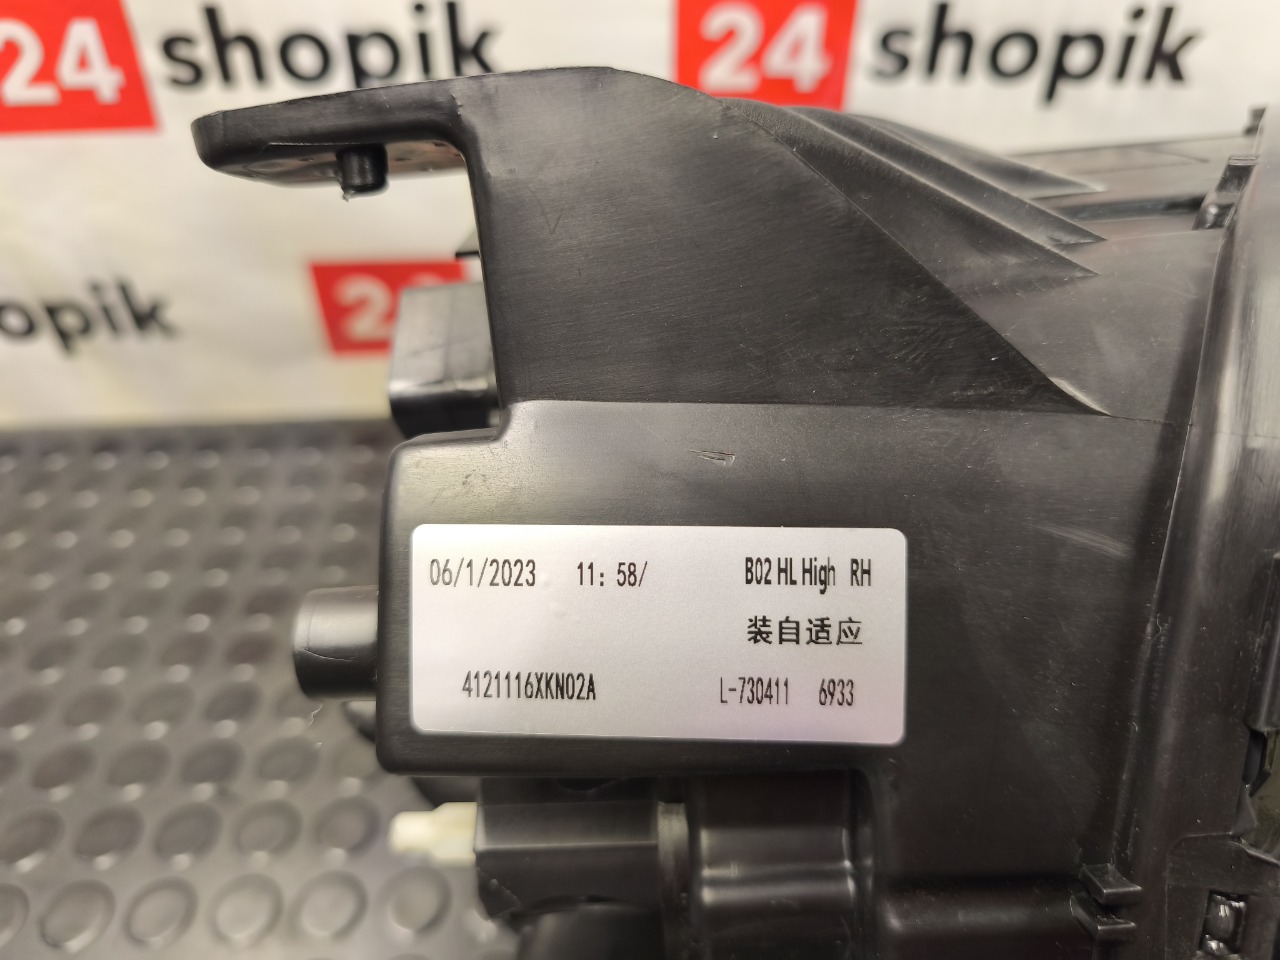 24 shopik
24 shopik
opik
24
06/1/2023 11: 58/ B02 HL High RH
装自适应
4121116XKN02A L-730411 6933